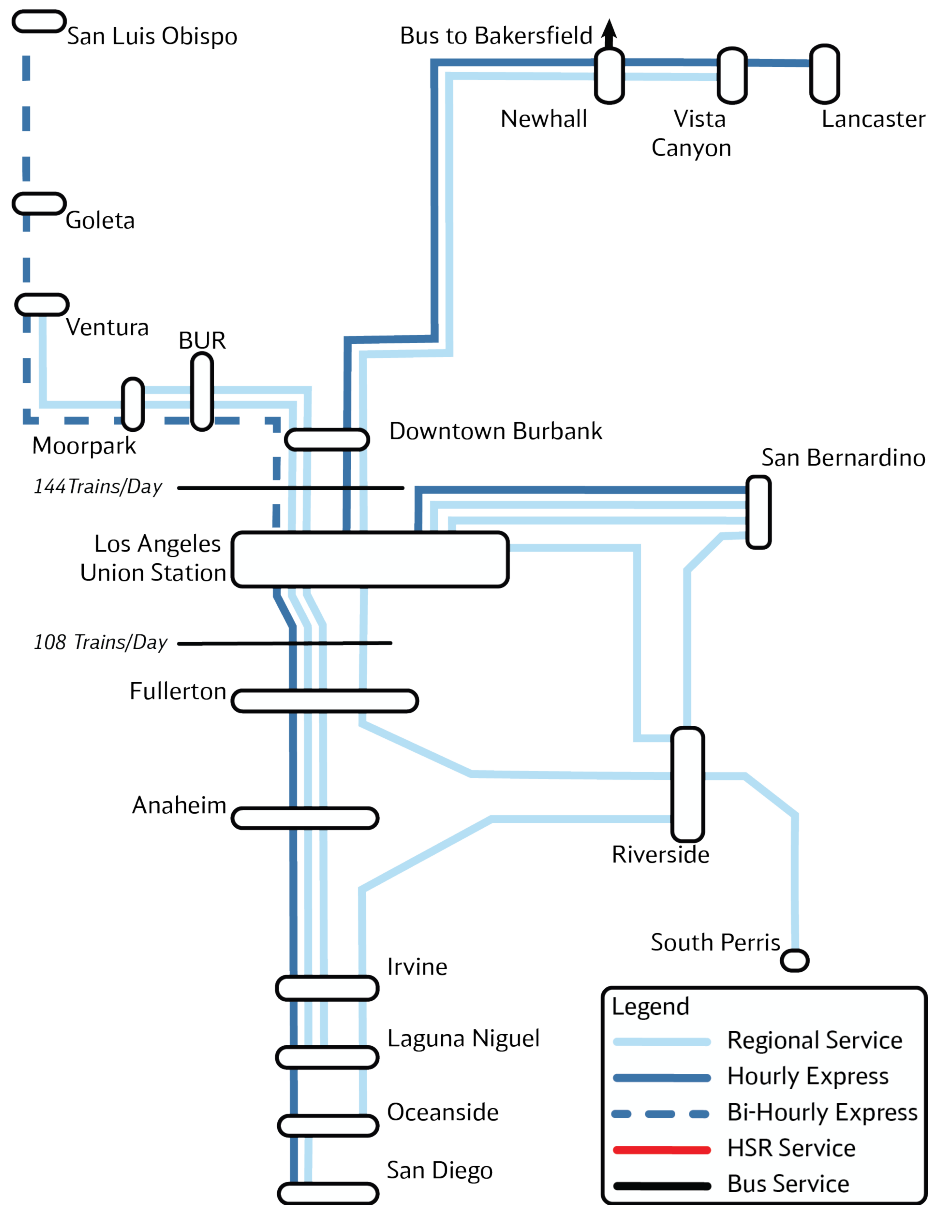 San Luis Obispo
Bus to Bakersfield
Newhall
Vista
Canyon
Lancaster
Goleta
Ventura
BUR
Moorpark
Downtown Burbank
San Bernardino
144Trains/Day
Los Angeles
Union Station
108 Trains/Day
Fullerton
Anaheim
Riverside
South Perris
Irvine
Laguna Niguel
Oceanside
San Diego
Legend
Regional Service
Hourly Express
Bi-Hourly Express
HSR Service
Bus Service